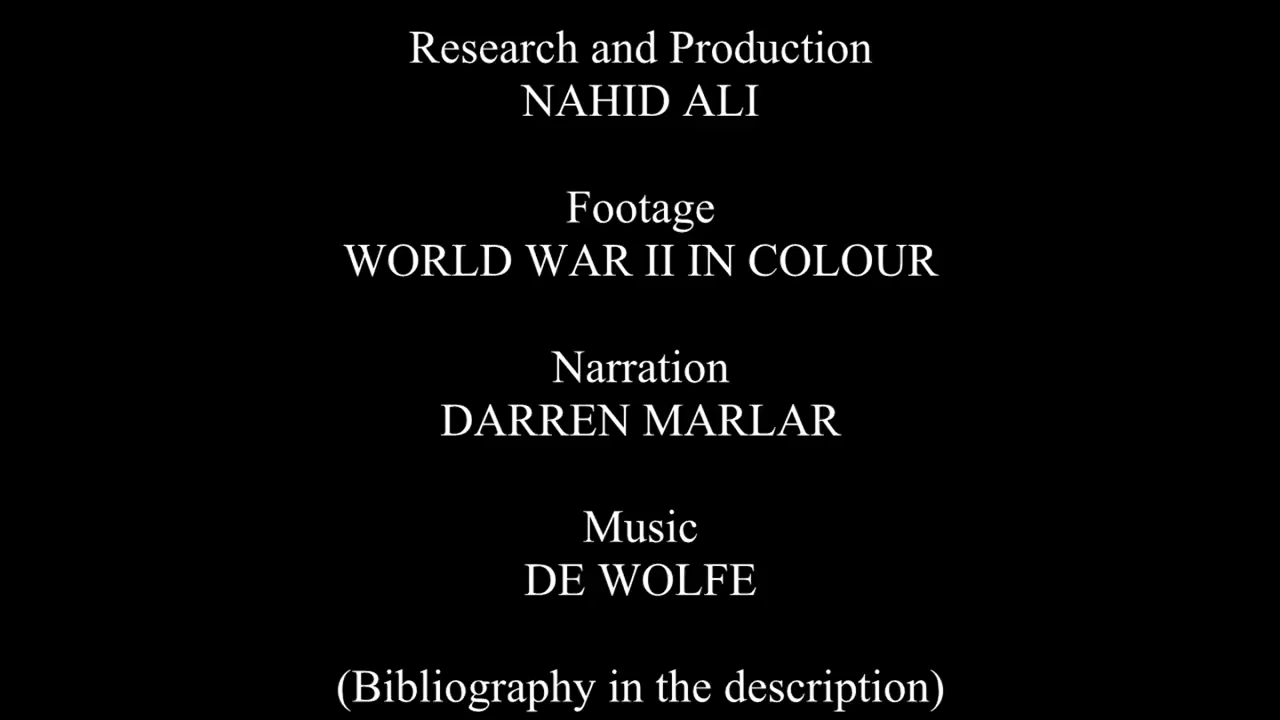 Research and Production
NAHID ALI
Footage
WORLD WAR II IN COLOUR
Narration
DARREN MARLAR
Music
DE WOLFE
(Bibliography in the description)